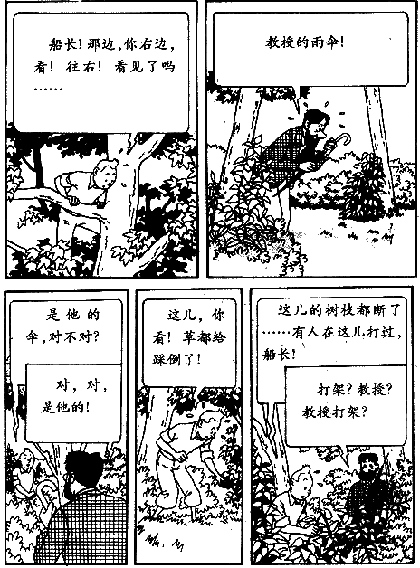 船长!那边,你右边,
看! 往右! 看见了吗
……
教授的雨伞!
是他的
伞,对不对?
对,对,
是他的!
这儿,你
看! 草都给
踩倒了!
这儿的树枝都断了
……有人在这儿打过,
船长!
打架?教授?
教授打架?